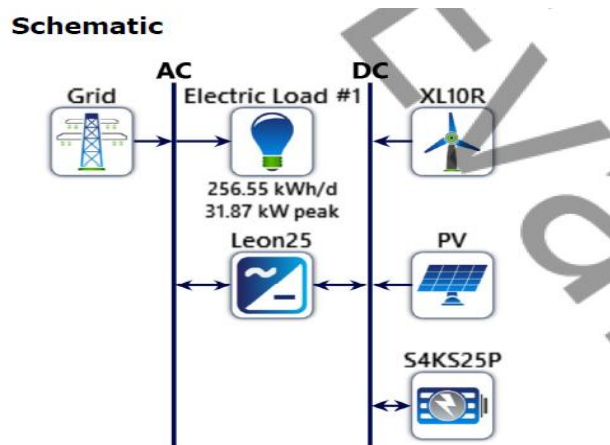 Schematic
AC
DC
Grid
Electric Load #1
XL10R
256.55 kWh/d
31.87 kW peak
Leon25
PV
S4KS25P